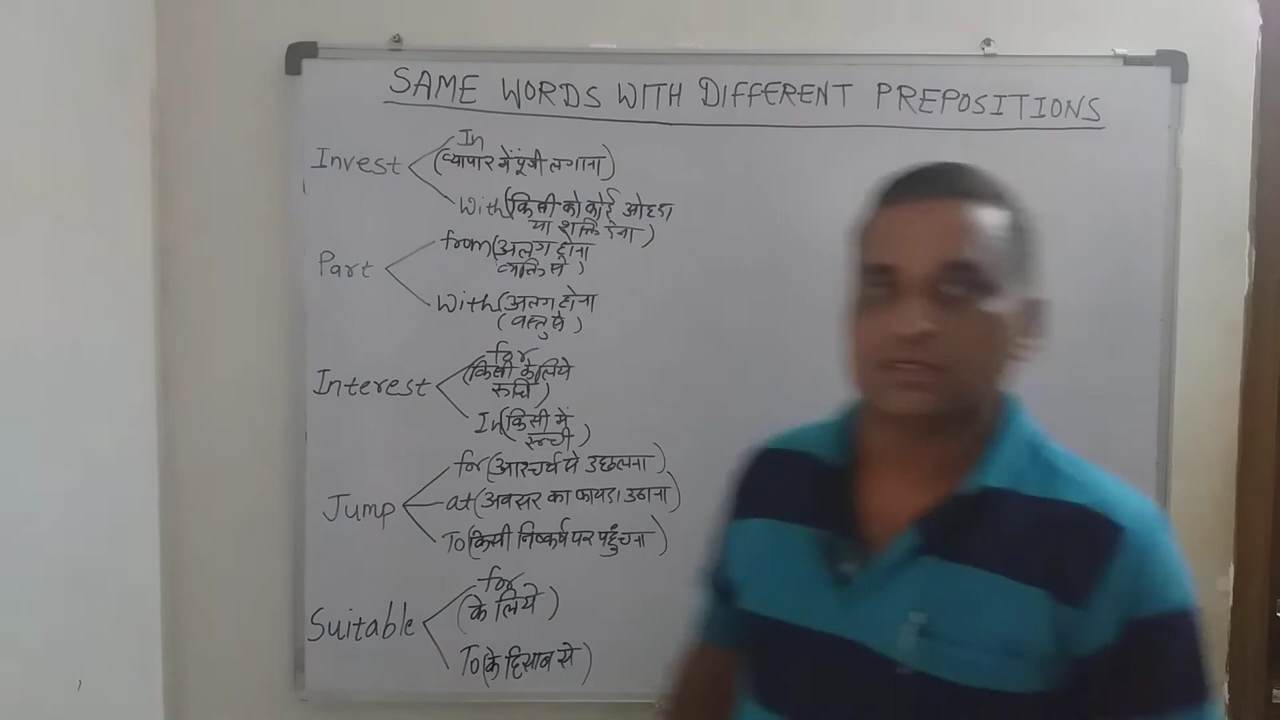 SAME WORDS WITH DIFFERENT PREPOSITIONS
Invest
In
(व्यापार में पूंजी लगाना)
With (किसी को कोई ओहदा
या शक्ति देना)
Part
from (अलग होना
व्यक्ति से)
With (अलग होना
(वस्तु से)
Interest
for
(किसी के लिये
रूचि)
In (किसी में
रूची)
Jump
for (आश्चर्य से उछलना)
at (अवसर का फायदा उठाना)
To (किसी निष्कर्ष पर पहुँचना)
Suitable
for
(के लिये)
To (के हिसाब से)